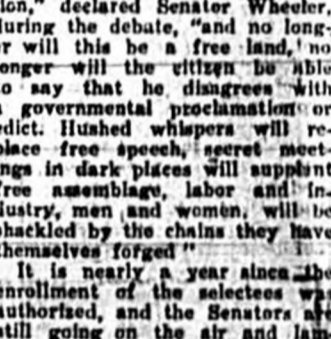 ion," declared Senator Wheeler,
during the debate, "and no long-
er will this be a free land, no
onger will the citizen be able
to say that he disagrees with
a governmental proclamation or
edict. Hushed whispers will re-
place free speech, secret meet-
ngs in dark places will supplant
free assemblage, labor and in-
dustry, men and women, will be
shackled by the chains they have
themselves forged"
It is nearly a year since the
enrollment of the selectees was
authorized, and the Senators are
still going on the air and lam-